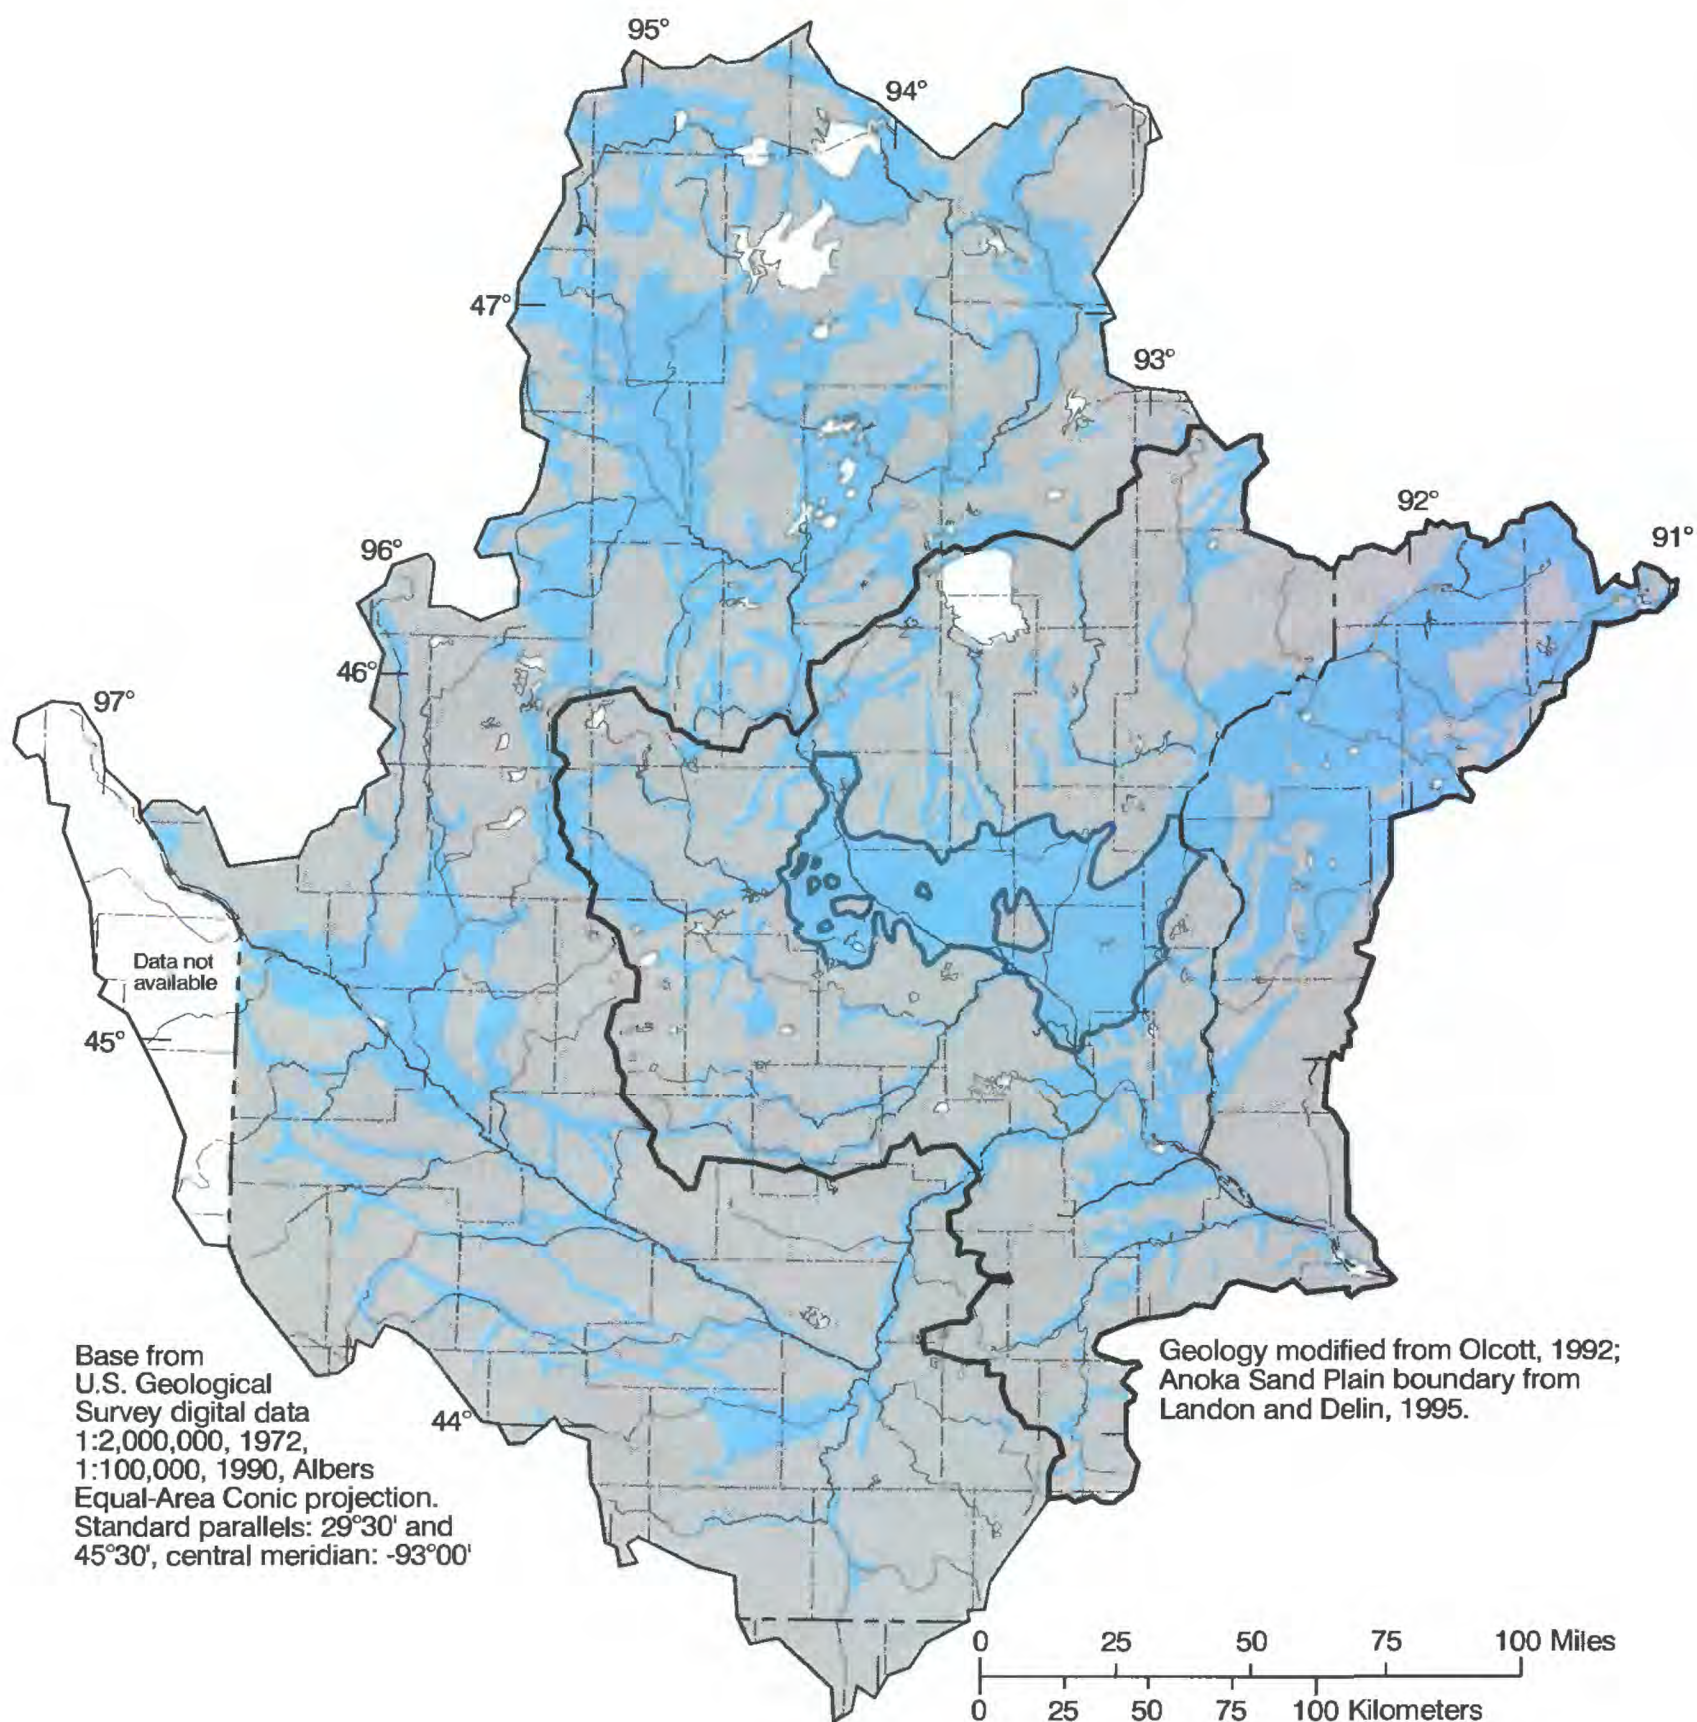 95°
94°
47°
93°
92°
91°
96°
46°
97°
Data not
available
45°
Base from
U.S. Geological
Survey digital data
1:2,000,000, 1972,
1:100,000, 1990, Albers
Equal-Area Conic projection.
Standard parallels: 29°30' and
45°30', central meridian: -93°00'
44°
Geology modified from Olcott, 1992;
Anoka Sand Plain boundary from
Landon and Delin, 1995.
0 25 50 75 100 Miles
0 25 50 75 100 Kilometers